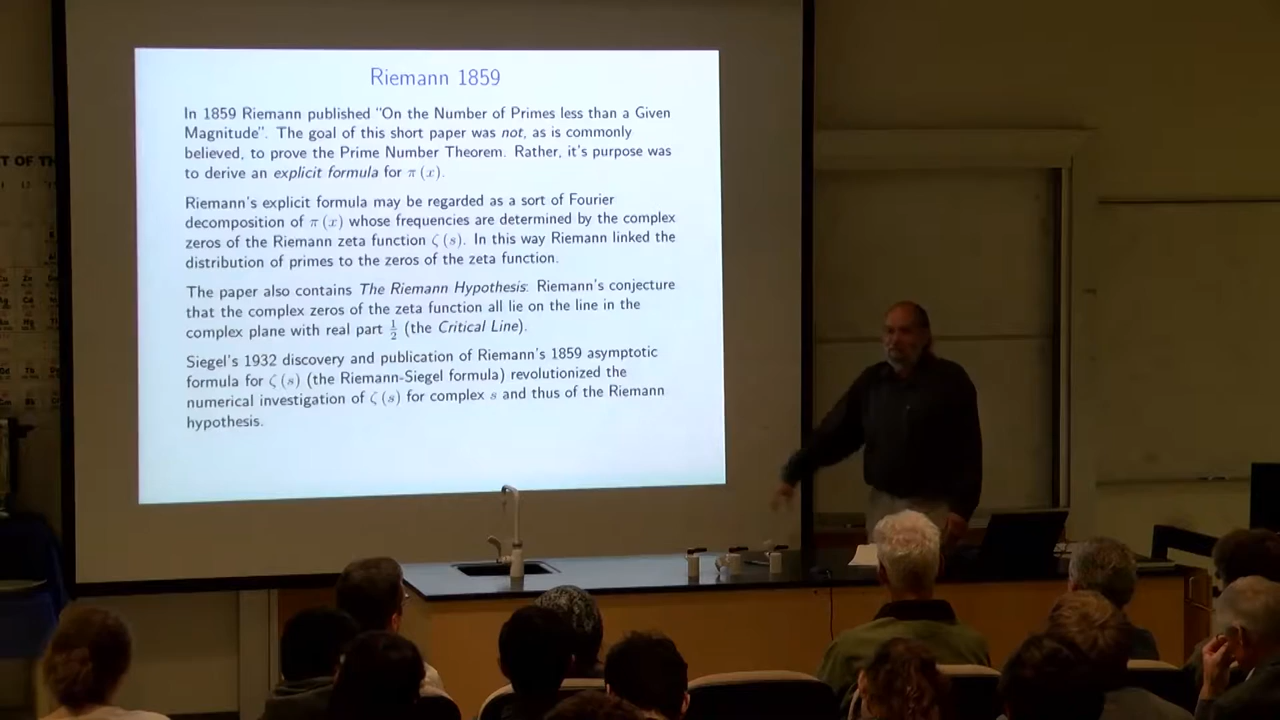 Riemann 1859
In 1859 Riemann published "On the Number of Primes less than a Given
Magnitude". The goal of this short paper was not, as is commonly
believed, to prove the Prime Number Theorem. Rather, it's purpose was
to derive an explicit formula for π(x).
Riemann's explicit formula may be regarded as a sort of Fourier
decomposition of π(x) whose frequencies are determined by the complex
zeros of the Riemann zeta function ζ(s). In this way Riemann linked the
distribution of primes to the zeros of the zeta function.
The paper also contains The Riemann Hypothesis: Riemann's conjecture
that the complex zeros of the zeta function all lie on the line in the
complex plane with real part 1/2 (the Critical Line).
Siegel's 1932 discovery and publication of Riemann's 1859 asymptotic
formula for ζ(s) (the Riemann-Siegel formula) revolutionized the
numerical investigation of ζ(s) for complex s and thus of the Riemann
hypothesis.
T OF TH